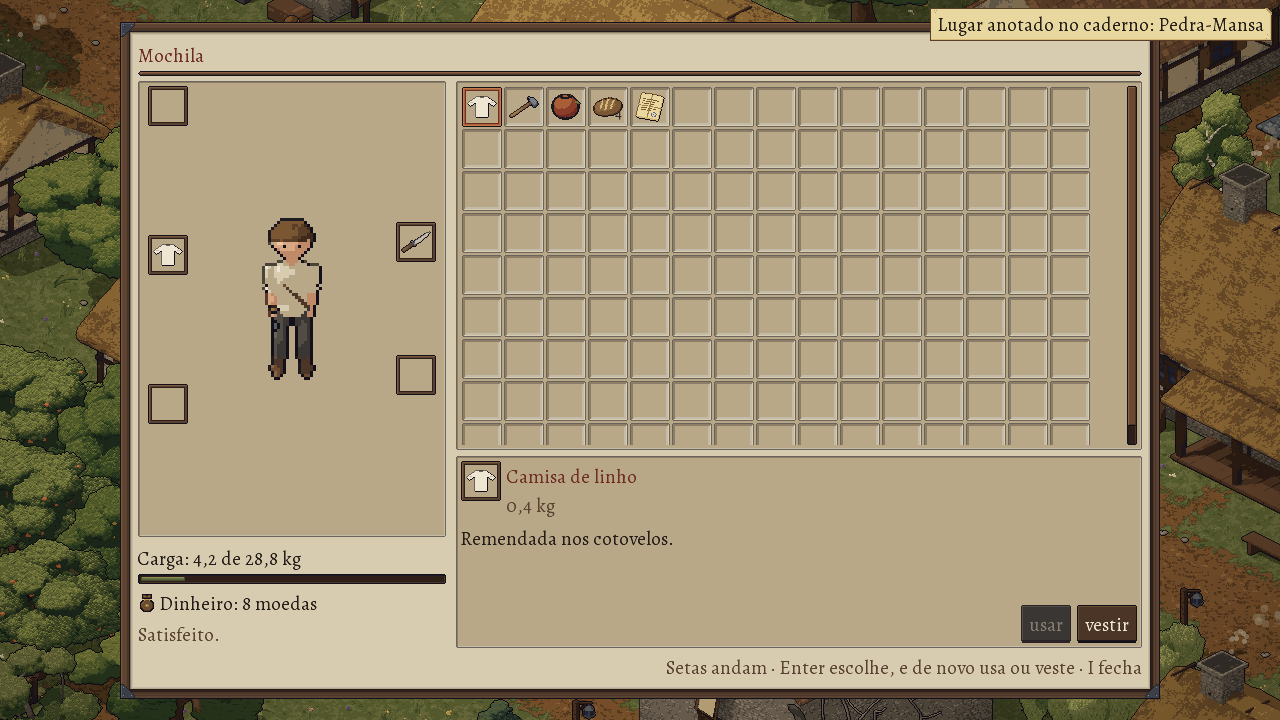 Lugar anotado no caderno: Pedra-Mansa
Mochila
4
Camisa de linho
0,4 kg
Remendada nos cotovelos.
usar
vestir
Carga: 4,2 de 28,8 kg
Dinheiro: 8 moedas
Satisfeito.
Setas andam · Enter escolhe, e de novo usa ou veste · I fecha